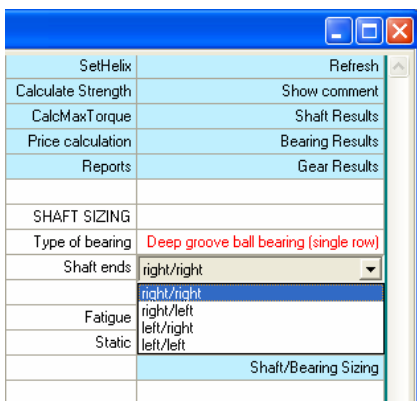 SetHelix Refresh
Calculate Strength Show comment
CalcMaxTorque Shaft Results
Price calculation Bearing Results
Reports Gear Results
SHAFT SIZING
Type of bearing Deep groove ball bearing (single row)
Shaft ends right/right
right/right
right/left
Fatigue left/right
Static left/left
Shaft/Bearing Sizing